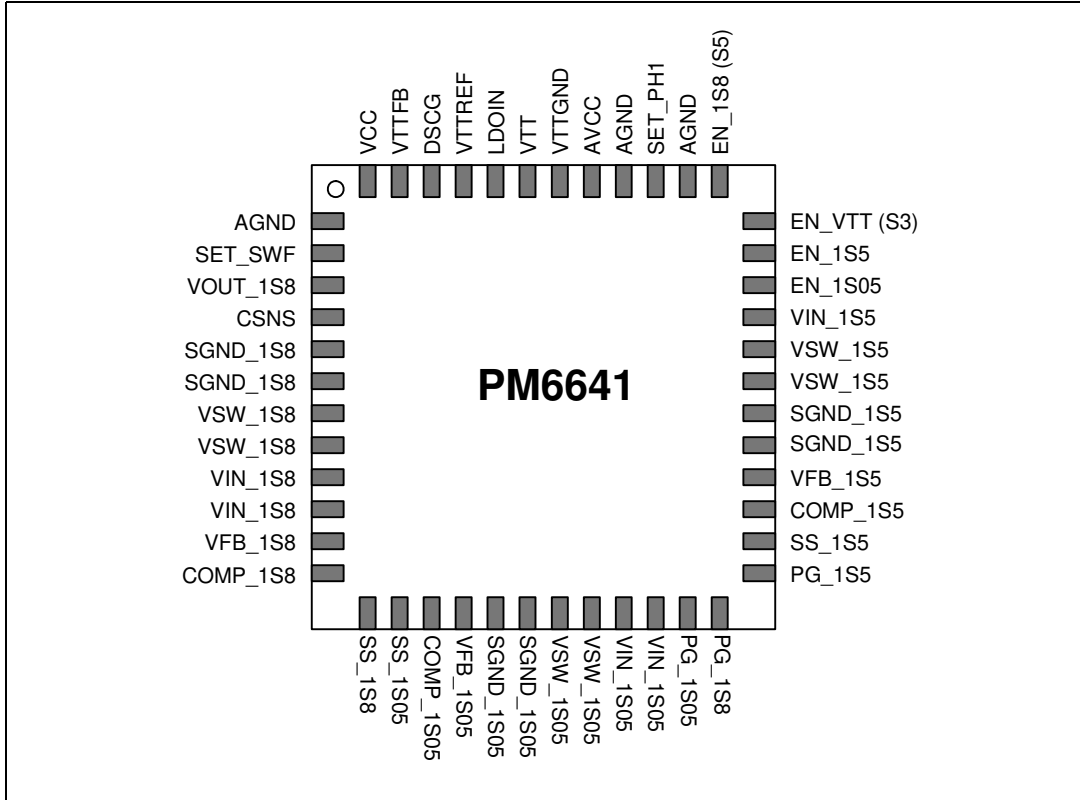 VCC
VTTFB
DSCG
VTTREF
LDOIN
VTT
VTTGND
AVCC
AGND
SET_PH1
AGND
EN_1S8 (S5)
AGND
SET_SWF
VOUT_1S8
CSNS
SGND_1S8
SGND_1S8
VSW_1S8
VSW_1S8
VIN_1S8
VIN_1S8
VFB_1S8
COMP_1S8
PM6641
EN_VTT (S3)
EN_1S5
EN_1S05
VIN_1S5
VSW_1S5
VSW_1S5
SGND_1S5
SGND_1S5
VFB_1S5
COMP_1S5
SS_1S5
PG_1S5
SS_1S8
SS_1S05
COMP_1S05
VFB_1S05
SGND_1S05
SGND_1S05
VSW_1S05
VSW_1S05
VIN_1S05
VIN_1S05
PG_1S05
PG_1S8